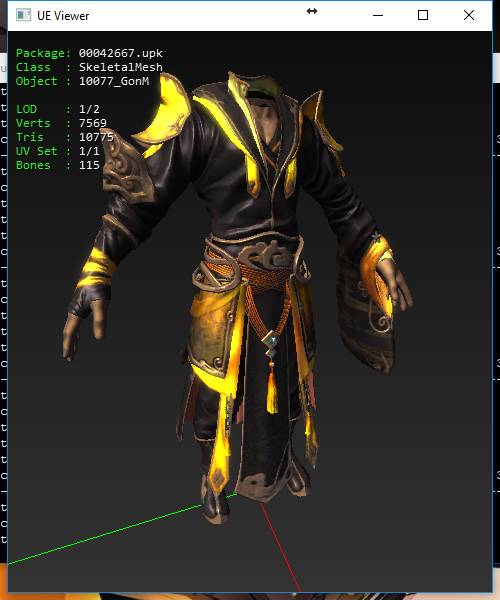 UE Viewer
Package: 00042667.upk
Class : SkeletalMesh
Object : 10077_GonM
LOD : 1/2
Verts : 7569
Tris : 10775
UV Set : 1/1
Bones : 115